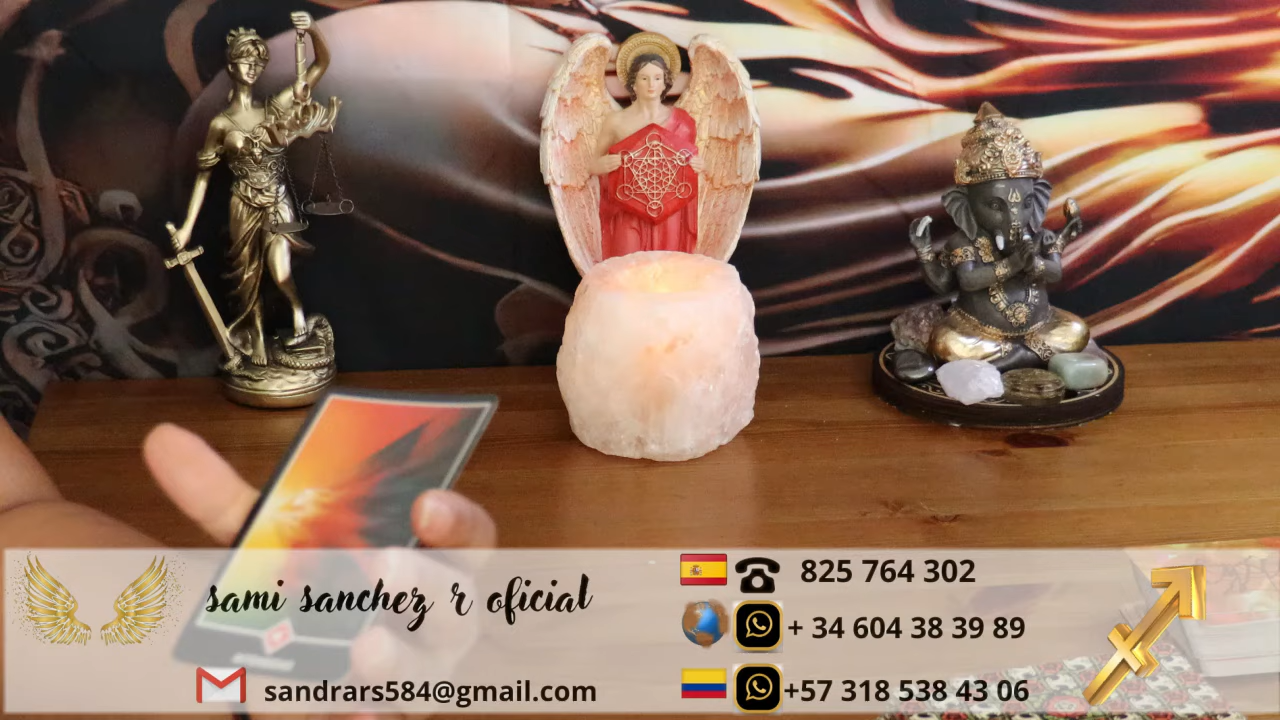 sami sanchez r oficial
sandrars584@gmail.com
825 764 302
+ 34 604 38 39 89
+57 318 538 43 06